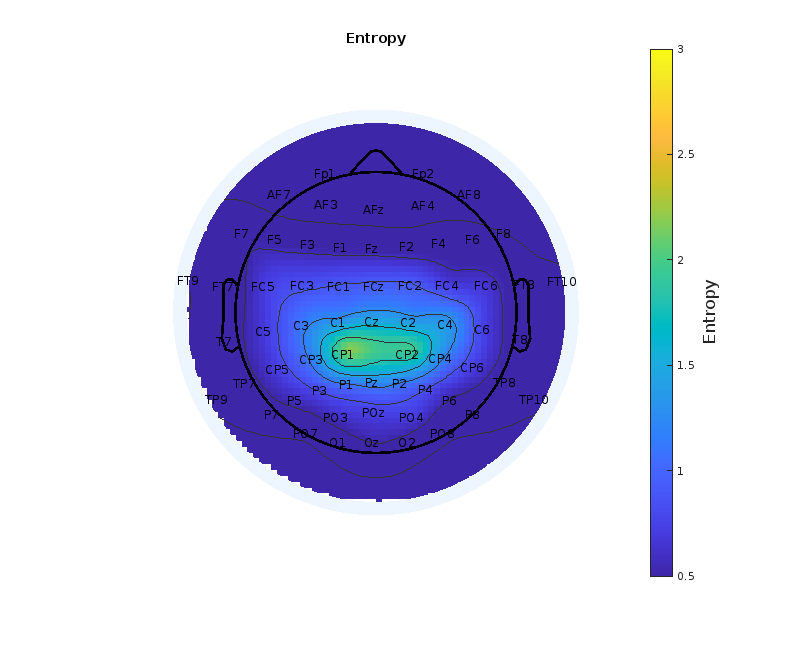 Entropy
3
Fp1 Fp2
AF7 AF8
AF3 AFz AF4
2.5
F7 F5 F3 F1 Fz F2 F4 F6 F8
2
FT9 FT7 FC5 FC3 FC1 FCz FC2 FC4 FC6 FT8 FT10
Entropy
C5 C3 C1 Cz C2 C4 C6
T7 T8
CP5 CP3 CP1 CP2 CP4 CP6
1.5
TP9 TP7 TP8 TP10
P7 P5 P3 P1 Pz P2 P4 P6 P8
PO7 PO3 POz PO4 PO8
O1 Oz O2
1
0.5